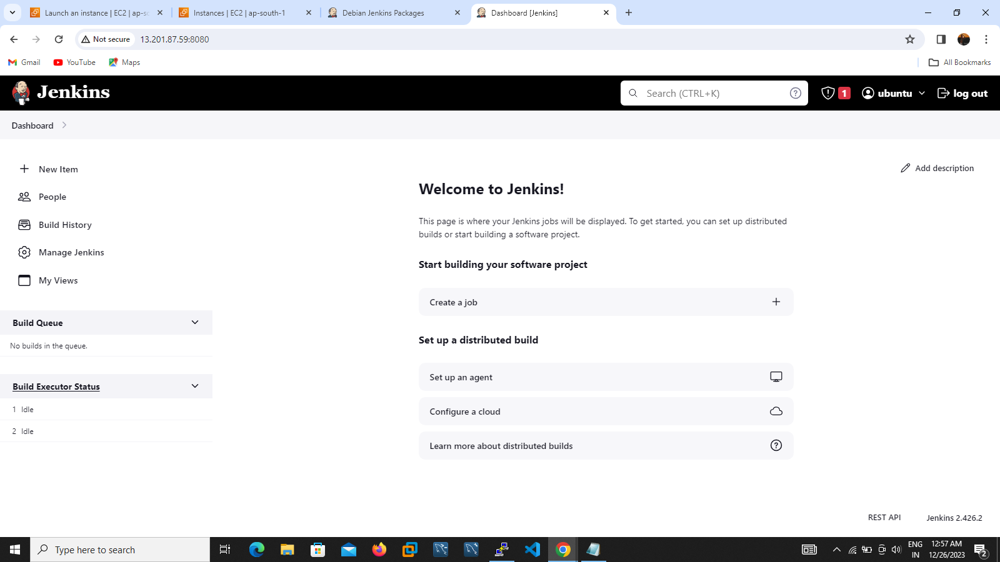 Launch an instance | EC2 | ap-so
Instances | EC2 | ap-south-1
Debian Jenkins Packages
Dashboard [Jenkins]
Not secure
13.201.87.59:8080
Gmail
YouTube
Maps
All Bookmarks
Jenkins
Search (CTRL+K)
1
ubuntu
log out
Dashboard
New Item
People
Build History
Manage Jenkins
My Views
Build Queue
No builds in the queue.
Build Executor Status
1 Idle
2 Idle
Add description
Welcome to Jenkins!
This page is where your Jenkins jobs will be displayed. To get started, you can set up distributed
builds or start building a software project.
Start building your software project
Create a job
Set up a distributed build
Set up an agent
Configure a cloud
Learn more about distributed builds
REST API
Jenkins 2.426.2
Type here to search
ENG
IN
12:57 AM
12/26/2023
2